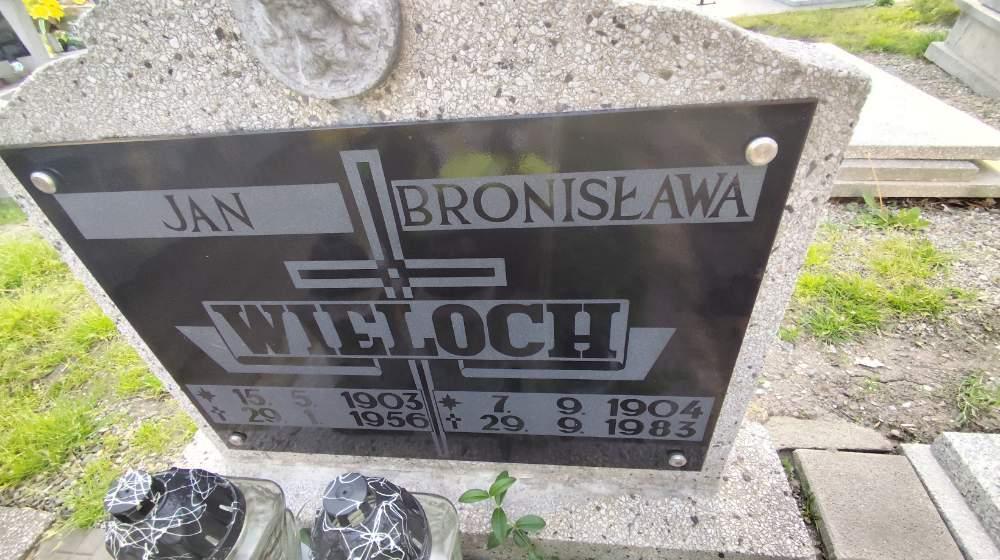 JAN BRONISŁAWA
WIELOCH
* 15. 5. 1903 * 7. 9. 1904
† 29. 1. 1956 † 29. 9. 1983